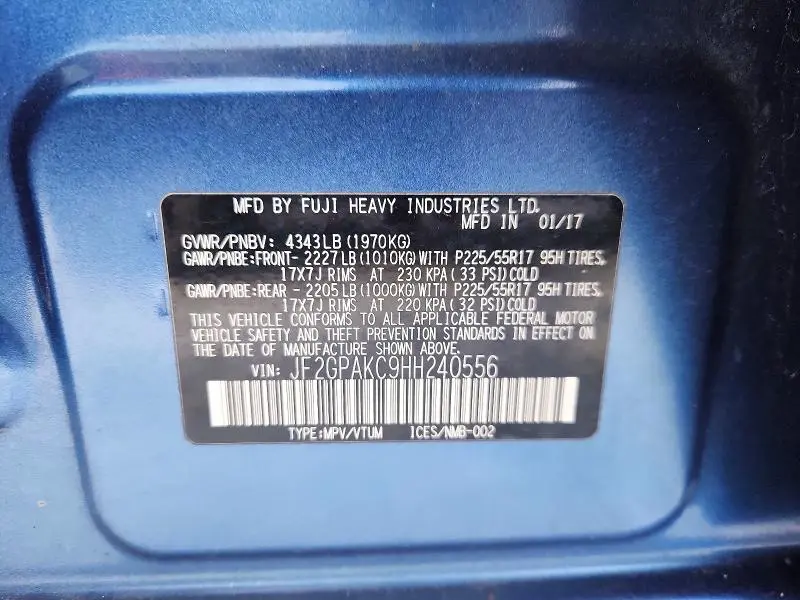 MFD BY FUJI HEAVY INDUSTRIES LTD.
MFD IN 01/17
GVWR/PNBV: 4343LB (1970KG)
GAWR/PNBE:FRONT- 2227LB (1010KG) WITH P225/55R17 95H TIRES,
17X7J RIMS AT 230 KPA ( 33 PSI) COLD
GAWR/PNBE:REAR - 2205LB (1000KG) WITH P225/55R17 95H TIRES,
17X7J RIMS AT 220 KPA ( 32 PSI) COLD
THIS VEHICLE CONFORMS TO ALL APPLICABLE FEDERAL MOTOR
VEHICLE SAFETY AND THEFT PREVENTION STANDARDS IN EFFECT ON
THE DATE OF MANUFACTURE SHOWN ABOVE.
VIN: JF2GPAKC9HH240556
TYPE:MPV/VTUM ICES/NMB-002